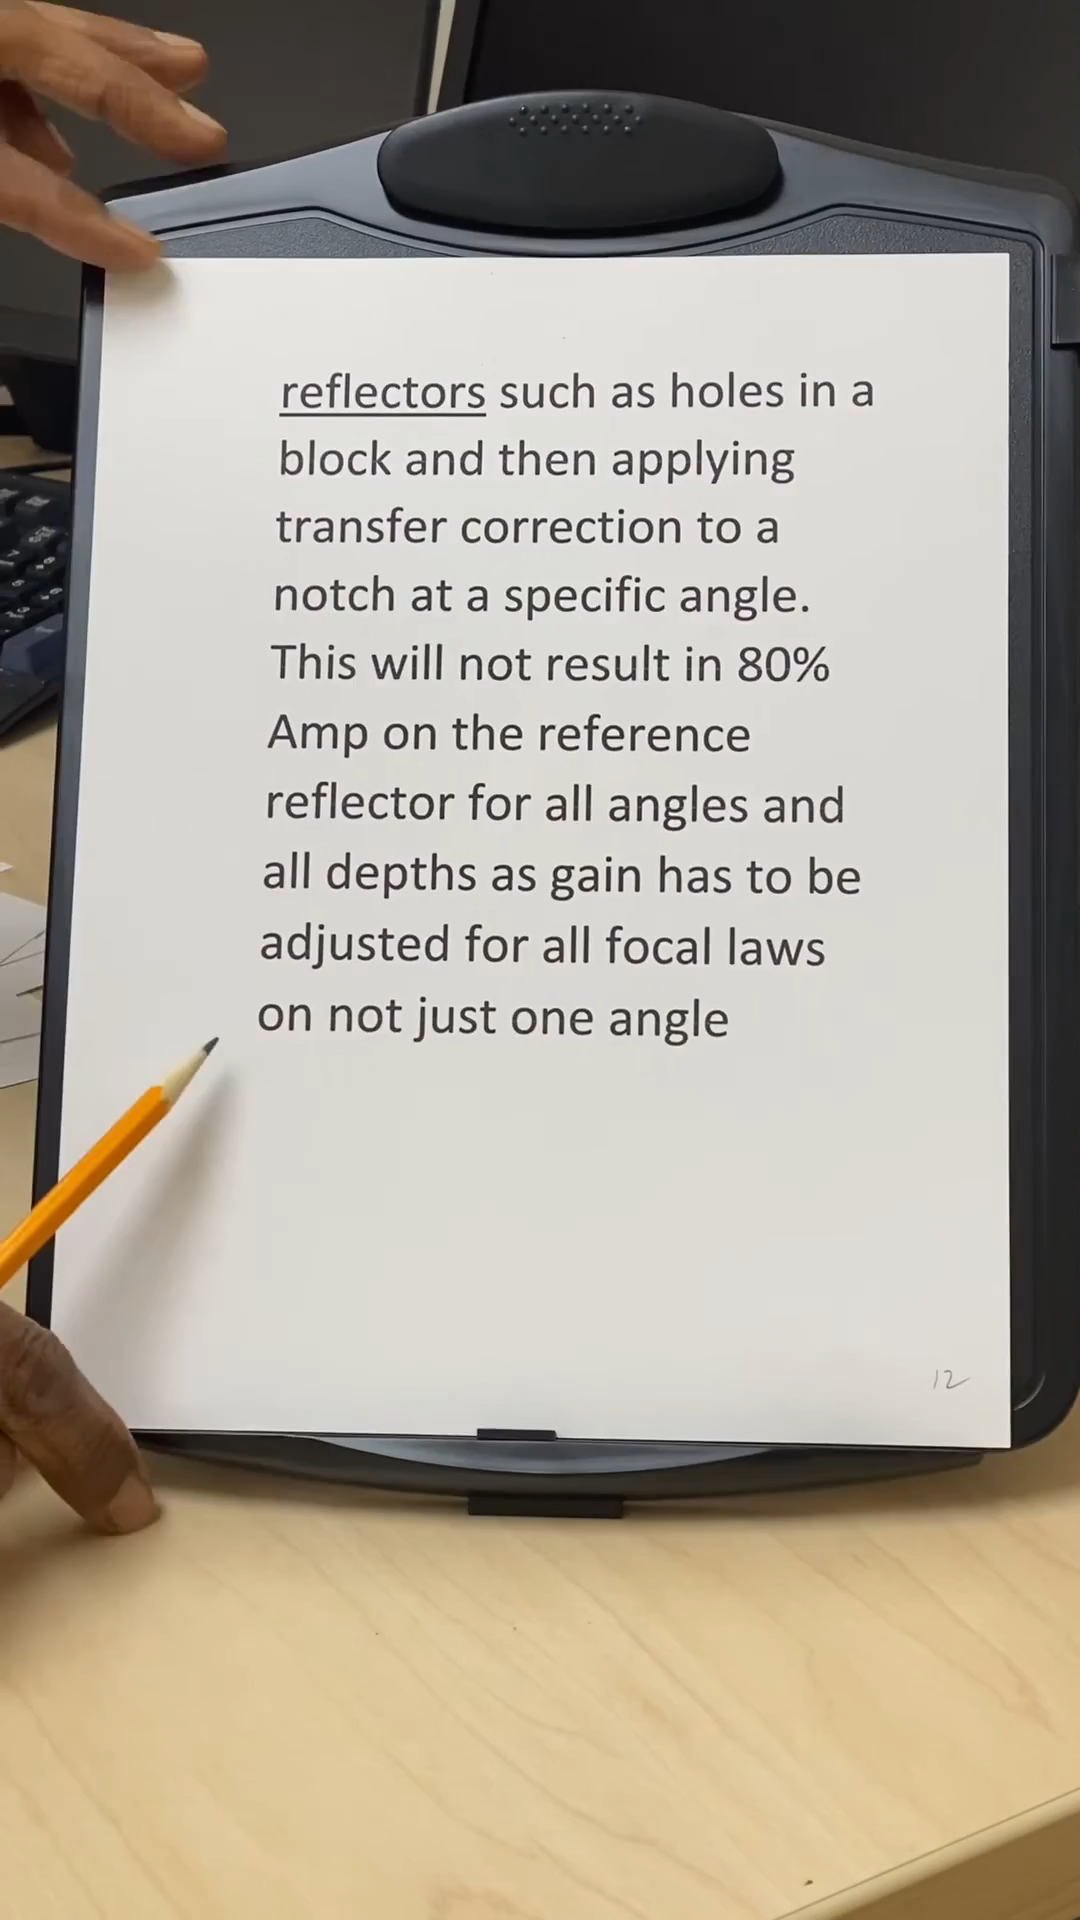 reflectors such as holes in a
block and then applying
transfer correction to a
notch at a specific angle.
This will not result in 80%
Amp on the reference
reflector for all angles and
all depths as gain has to be
adjusted for all focal laws
on not just one angle
12